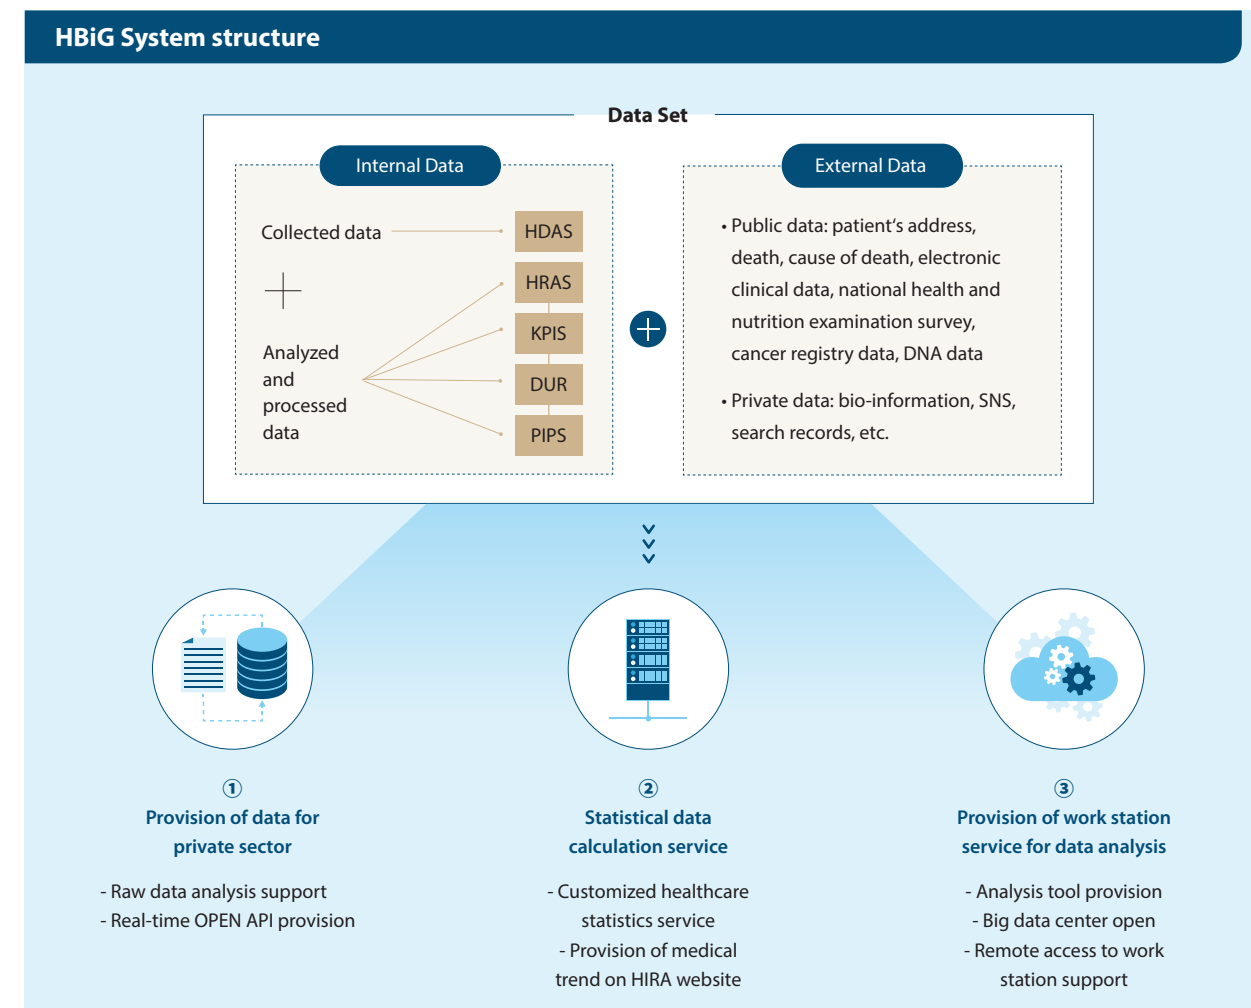 HBiG System structure
Data Set
Internal Data
Collected data
Analyzed
and
processed
data
HDAS
HRAS
KPIS
DUR
PIPS
External Data
• Public data: patient‘s address,
death, cause of death, electronic
clinical data, national health and
nutrition examination survey,
cancer registry data, DNA data
• Private data: bio-information, SNS,
search records, etc.
①
Provision of data for
private sector
- Raw data analysis support
- Real-time OPEN API provision
②
Statistical data
calculation service
- Customized healthcare
statistics service
- Provision of medical
trend on HIRA website
③
Provision of work station
service for data analysis
- Analysis tool provision
- Big data center open
- Remote access to work
station support